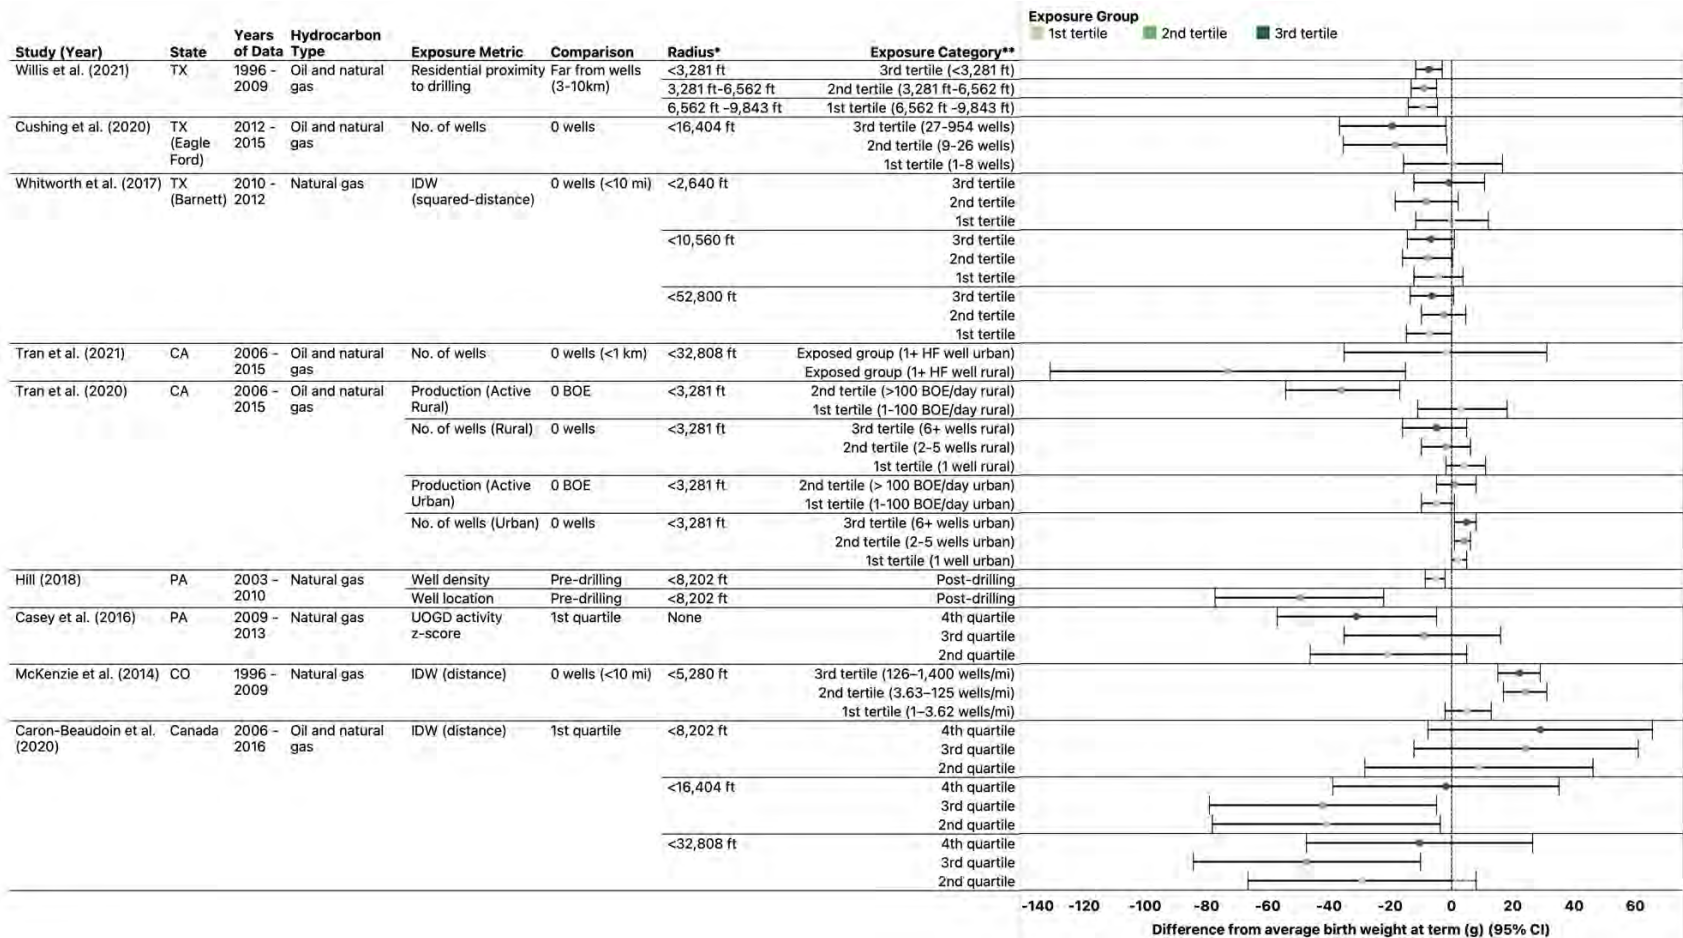 Exposure Group
1st tertile 2nd tertile 3rd tertile
Study (Year) State Years of Data Hydrocarbon Type Exposure Metric Comparison Radius* Exposure Category**
Willis et al. (2021) TX 1996 - 2009 Oil and natural gas Residential proximity to drilling Far from wells (3-10km) <3,281 ft 3rd tertile (<3,281 ft)
3,281 ft-6,562 ft 2nd tertile (3,281 ft-6,562 ft)
6,562 ft -9,843 ft 1st tertile (6,562 ft -9,843 ft)
Cushing et al. (2020) TX (Eagle Ford) 2012 - 2015 Oil and natural gas No. of wells 0 wells <16,404 ft 3rd tertile (27-954 wells)
2nd tertile (9-26 wells)
1st tertile (1-8 wells)
Whitworth et al. (2017) TX (Barnett) 2010 - 2012 Natural gas IDW (squared-distance) 0 wells (<10 mi) <2,640 ft 3rd tertile
2nd tertile
1st tertile
<10,560 ft 3rd tertile
2nd tertile
1st tertile
<52,800 ft 3rd tertile
2nd tertile
1st tertile
Tran et al. (2021) CA 2006 - 2015 Oil and natural gas No. of wells 0 wells (<1 km) <32,808 ft Exposed group (1+ HF well urban)
Exposed group (1+ HF well rural)
Tran et al. (2020) CA 2006 - 2015 Oil and natural gas Production (Active Rural) 0 BOE <3,281 ft 2nd tertile (>100 BOE/day rural)
1st tertile (1-100 BOE/day rural)
No. of wells (Rural) 0 wells <3,281 ft 3rd tertile (6+ wells rural)
2nd tertile (2-5 wells rural)
1st tertile (1 well rural)
Production (Active Urban) 0 BOE <3,281 ft 2nd tertile (> 100 BOE/day urban)
1st tertile (1-100 BOE/day urban)
No. of wells (Urban) 0 wells <3,281 ft 3rd tertile (6+ wells urban)
2nd tertile (2-5 wells urban)
1st tertile (1 well urban)
Hill (2018) PA 2003 - 2010 Natural gas Well density Pre-drilling <8,202 ft Post-drilling
Well location Pre-drilling <8,202 ft Post-drilling
Casey et al. (2016) PA 2009 - 2013 Natural gas UOGD activity z-score 1st quartile None 4th quartile
3rd quartile
2nd quartile
McKenzie et al. (2014) CO 1996 - 2009 Natural gas IDW (distance) 0 wells (<10 mi) <5,280 ft 3rd tertile (126–1,400 wells/mi)
2nd tertile (3.63–125 wells/mi)
1st tertile (1–3.62 wells/mi)
Caron-Beaudoin et al. (2020) Canada 2006 - 2016 Oil and natural gas IDW (distance) 1st quartile <8,202 ft 4th quartile
3rd quartile
2nd quartile
<16,404 ft 4th quartile
3rd quartile
2nd quartile
<32,808 ft 4th quartile
3rd quartile
2nd quartile
-140 -120 -100 -80 -60 -40 -20 0 20 40 60
Difference from average birth weight at term (g) (95% CI)